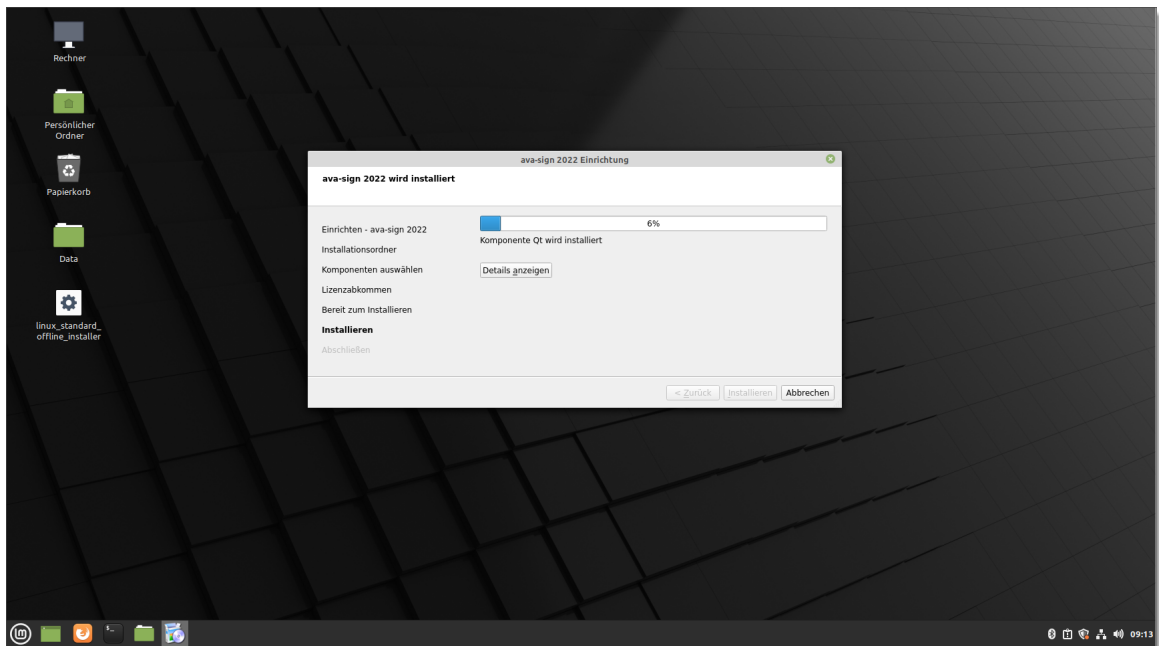 Rechner
Persönlicher
Ordner
Papierkorb
Data
linux_standard_
offline_installer
ava-sign 2022 Einrichtung
ava-sign 2022 wird installiert
Einrichten - ava-sign 2022
Installationsordner
Komponenten auswählen
Lizenzabkommen
Bereit zum Installieren
Installieren
Abschließen
6%
Komponente Qt wird installiert
Details anzeigen
< Zurück
Installieren
Abbrechen
09:13